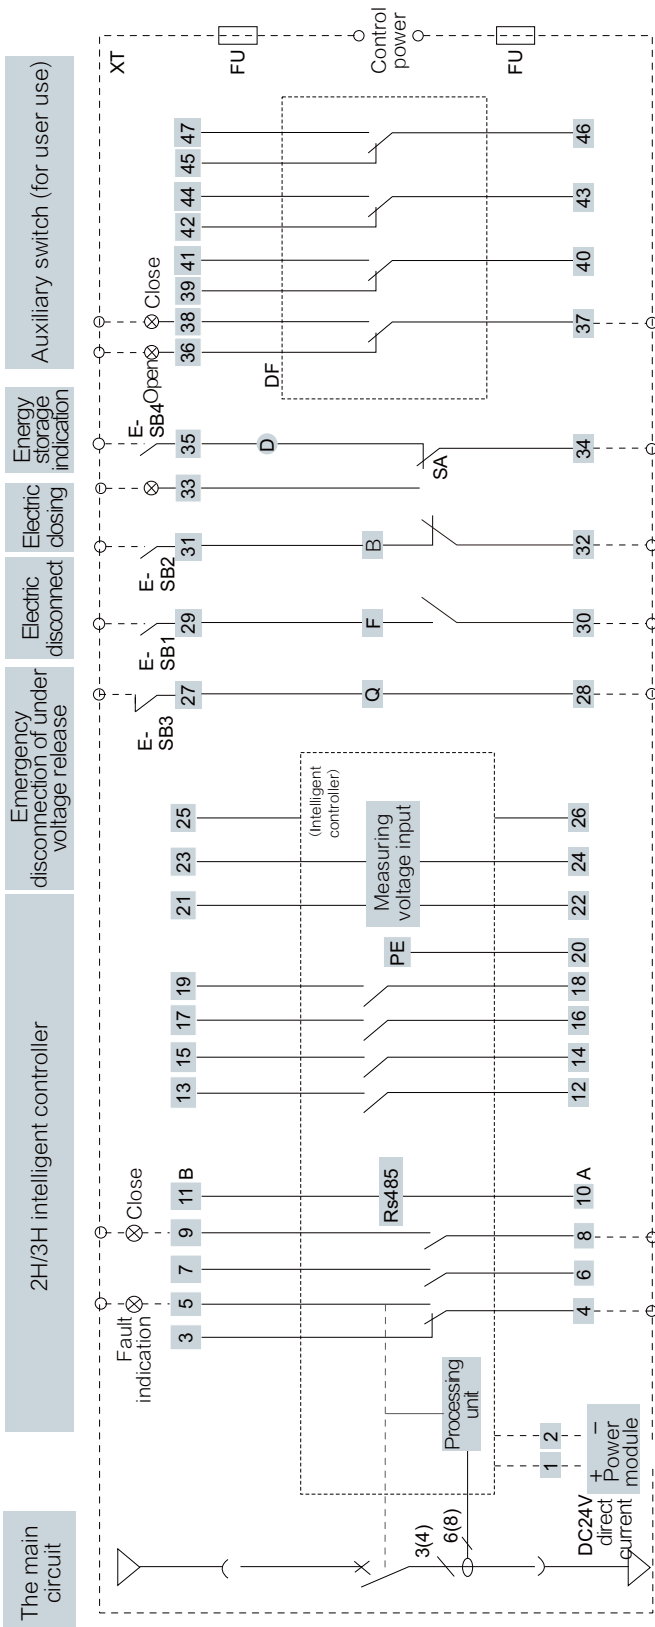 The main
circuit
2H/3H intelligent controller
Emergency
disconnection of under
voltage release
Electric
disconnect
Electric
closing
Energy
storage
indication
Auxiliary switch (for user use)
XT
Fault
indication
Close
E-
SB3
E-
SB1
E-
SB2
E-
SB4
Open
Close
3
5
7
9
11 B
13
15
17
19
21
23
25
27
29
31
33
35
36
38
39
41
42
44
45
47
FU
DF
D
(Intelligent
controller)
Rs485
PE
Measuring
voltage input
Q
F
B
SA
Control
power
3(4)
6(8)
Processing
unit
FU
1
2
4
6
8
10 A
12
14
16
18
20
22
24
26
28
30
32
34
37
40
43
46
DC24V
direct
current
+
−
Power
module